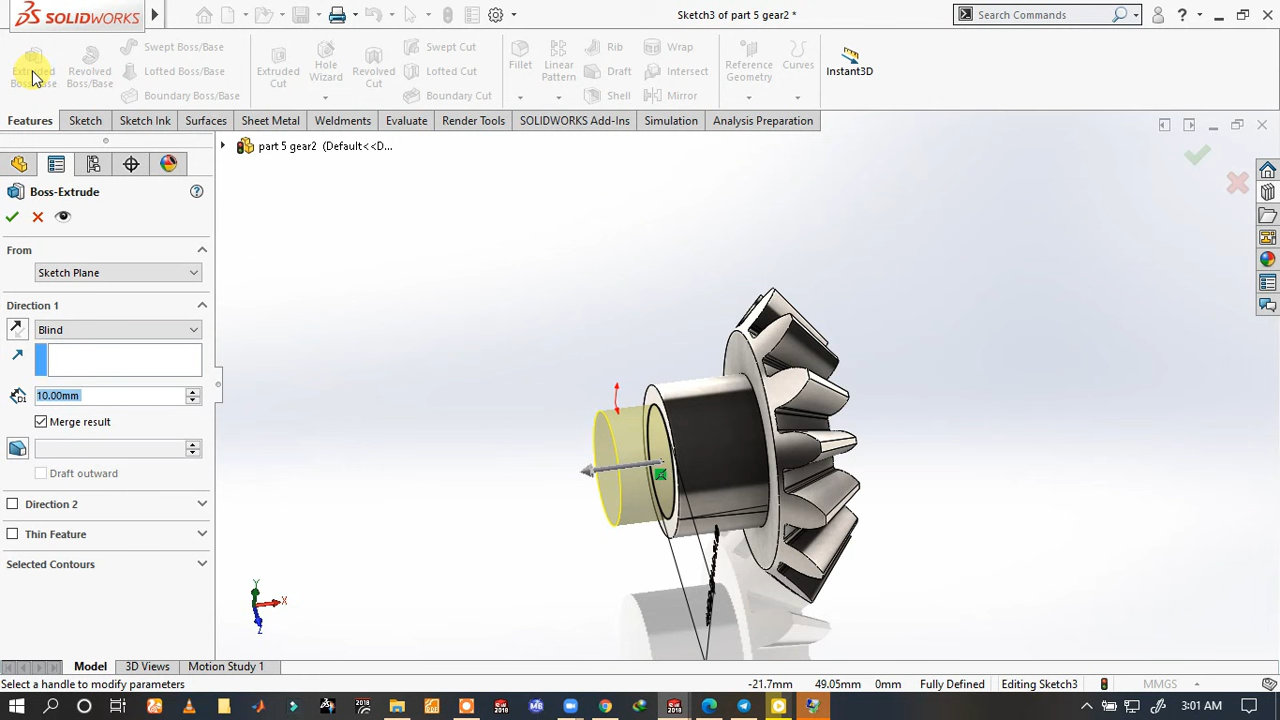 SOLIDWORKS
Sketch3 of part 5 gear2 *
Search Commands
Extruded Boss/Base
Revolved Boss/Base
Swept Boss/Base
Lofted Boss/Base
Boundary Boss/Base
Extruded Cut
Hole Wizard
Revolved Cut
Swept Cut
Lofted Cut
Boundary Cut
Fillet
Linear Pattern
Rib
Draft
Shell
Wrap
Intersect
Mirror
Reference Geometry
Curves
Instant3D
Features
Sketch
Sketch Ink
Surfaces
Sheet Metal
Weldments
Evaluate
Render Tools
SOLIDWORKS Add-Ins
Simulation
Analysis Preparation
part 5 gear2 (Default<<D...
Boss-Extrude
From
Sketch Plane
Direction 1
Blind
10.00mm
Merge result
Draft outward
Direction 2
Thin Feature
Selected Contours
Y
X
Z
Model
3D Views
Motion Study 1
Select a handle to modify parameters
-21.7mm
49.05mm
0mm
Fully Defined
Editing Sketch3
MMGS
3:01 AM